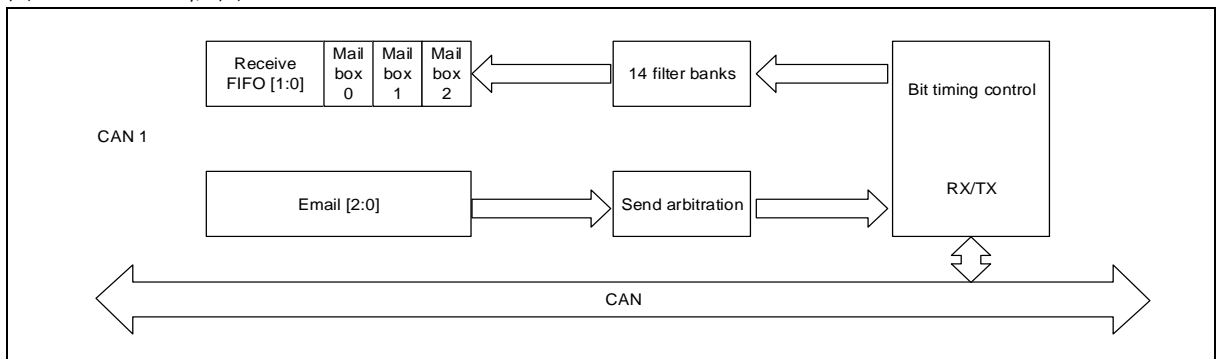 Receive
FIFO [1:0]
Mail
box
0
Mail
box
1
Mail
box
2
14 filter banks
Bit timing control
CAN 1
RX/TX
Email [2:0]
Send arbitration
CAN